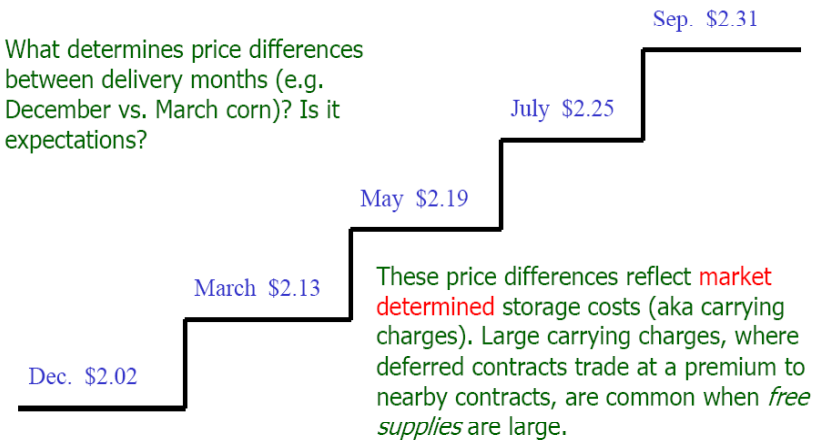 Sep.  $2.31
What determines price differences
between delivery months (e.g.
December vs. March corn)? Is it
expectations?
July  $2.25
May  $2.19
March  $2.13
These price differences reflect market
determined storage costs (aka carrying
charges). Large carrying charges, where
deferred contracts trade at a premium to
nearby contracts, are common when free
supplies are large.
Dec.  $2.02